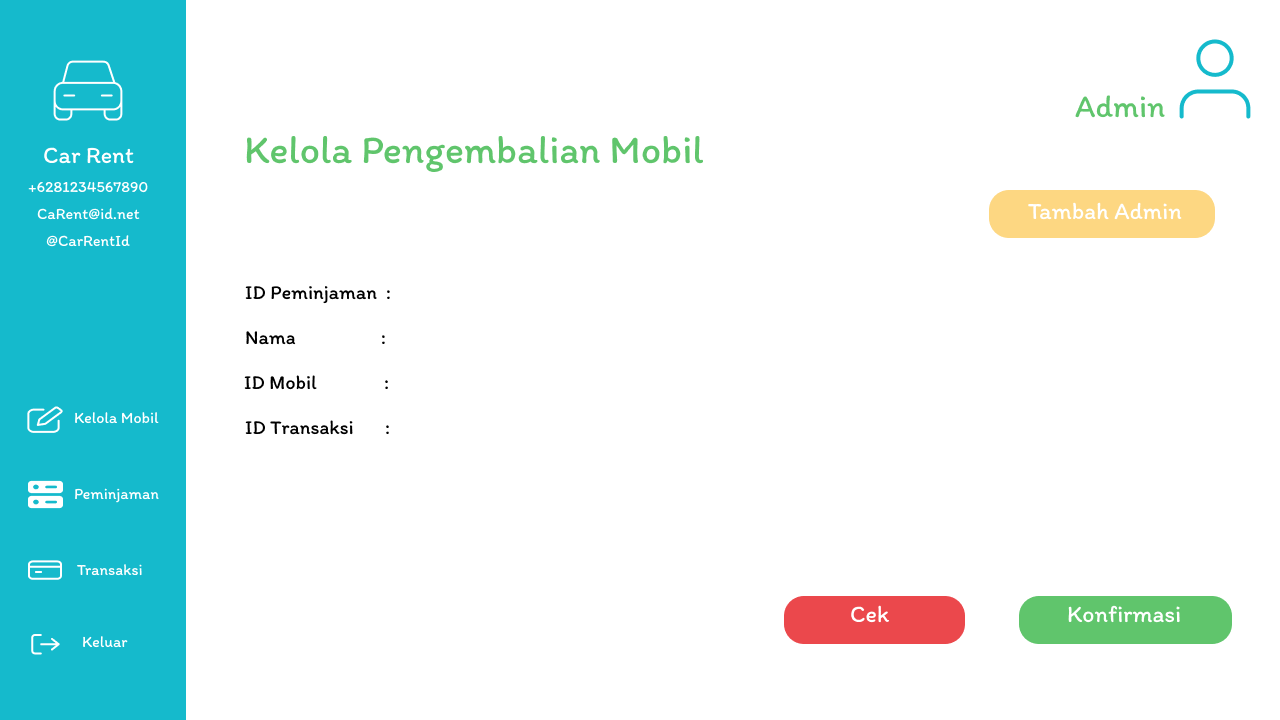 Car Rent
+6281234567890
CaRent@id.net
@CarRentId
Kelola Mobil
Peminjaman
Transaksi
Keluar
Admin
Kelola Pengembalian Mobil
Tambah Admin
ID Peminjaman :
Nama :
ID Mobil :
ID Transaksi :
Cek
Konfirmasi